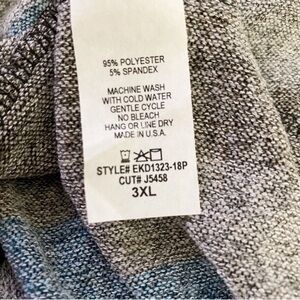 95% POLYESTER
5% SPANDEX
MACHINE WASH
WITH COLD WATER
GENTLE CYCLE
NO BLEACH
HANG OR LINE DRY
MADE IN U.S.A.
STYLE# EKD1323-18P
CUT# J5458
3XL